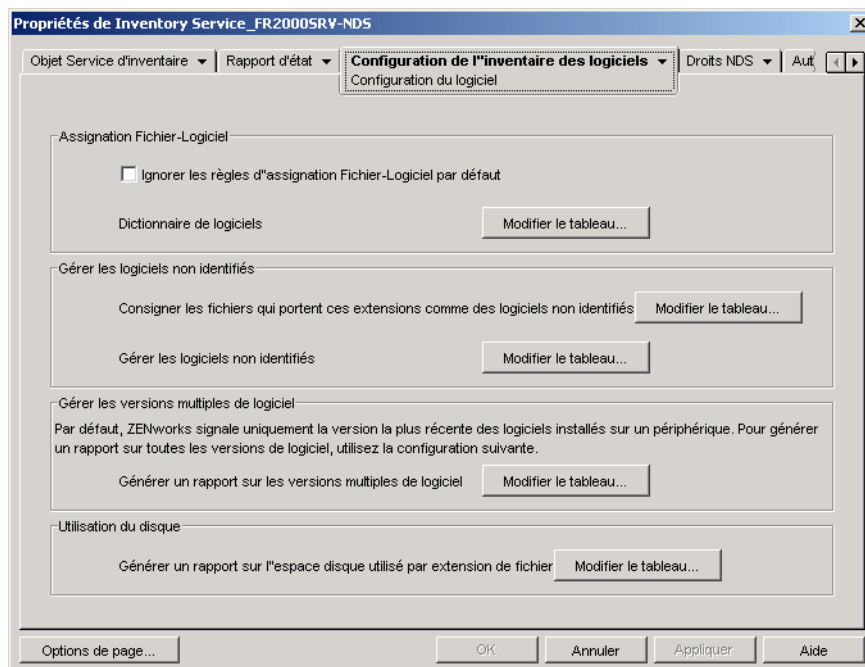 Propriétés de Inventory Service_FR2000SRV-NDS
Objet Service d'inventaire
Rapport d'état
Configuration de l''inventaire des logiciels
Droits NDS
Configuration du logiciel
Assignation Fichier-Logiciel
Ignorer les règles d''assignation Fichier-Logiciel par défaut
Dictionnaire de logiciels
Modifier le tableau...
Gérer les logiciels non identifiés
Consigner les fichiers qui portent ces extensions comme des logiciels non identifiés
Modifier le tableau...
Gérer les logiciels non identifiés
Modifier le tableau...
Gérer les versions multiples de logiciel
Par défaut, ZENworks signale uniquement la version la plus récente des logiciels installés sur un périphérique. Pour générer
un rapport sur toutes les versions de logiciel, utilisez la configuration suivante.
Générer un rapport sur les versions multiples de logiciel
Modifier le tableau...
Utilisation du disque
Générer un rapport sur l''espace disque utilisé par extension de fichier
Modifier le tableau...
Options de page...
OK
Annuler
Appliquer
Aide